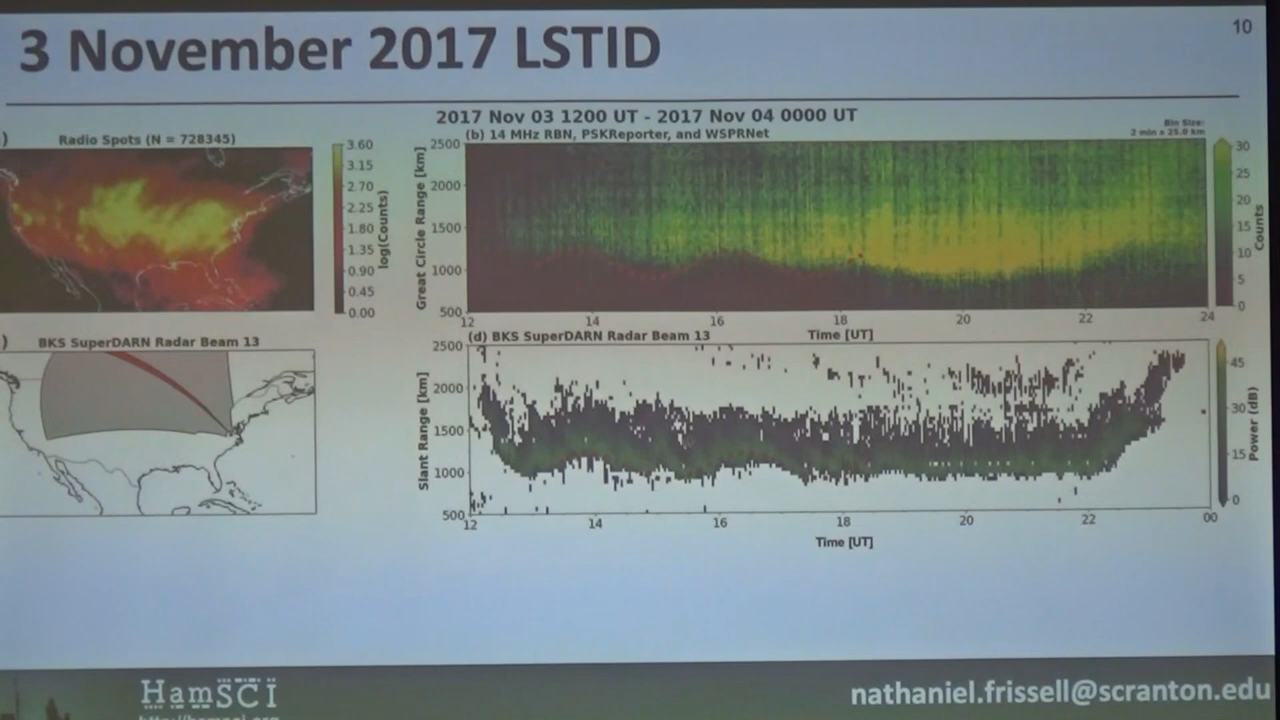 3 November 2017 LSTID
10
2017 Nov 03 1200 UT - 2017 Nov 04 0000 UT
) Radio Spots (N = 728345)
(b) 14 MHz RBN, PSKReporter, and WSPRNet
Bin Size:
2 min x 25.0 km
3.60
3.15
2.70
2.25
1.80
1.35
0.90
0.45
0.00
log(Counts)
Great Circle Range [km]
2500
2000
1500
1000
500
12 14 16 18 20 22 24
Time [UT]
30
25
20
15
10
5
0
Counts
) BKS SuperDARN Radar Beam 13
(d) BKS SuperDARN Radar Beam 13
Slant Range [km]
2500
2000
1500
1000
500
12 14 16 18 20 22 00
Time [UT]
45
30
15
0
Power (dB)
HamSCI
http://hamsci.org
nathaniel.frissell@scranton.edu